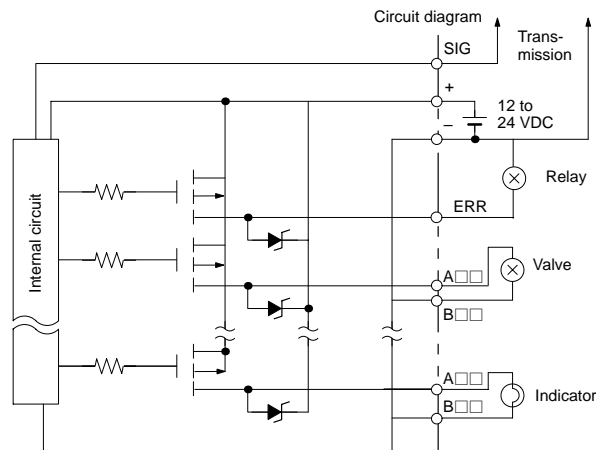 Circuit diagram
SIG
Trans-
mission
+
12 to
24 VDC
–
Relay
ERR
Internal circuit
Valve
A□□
B□□
A□□
Indicator
B□□